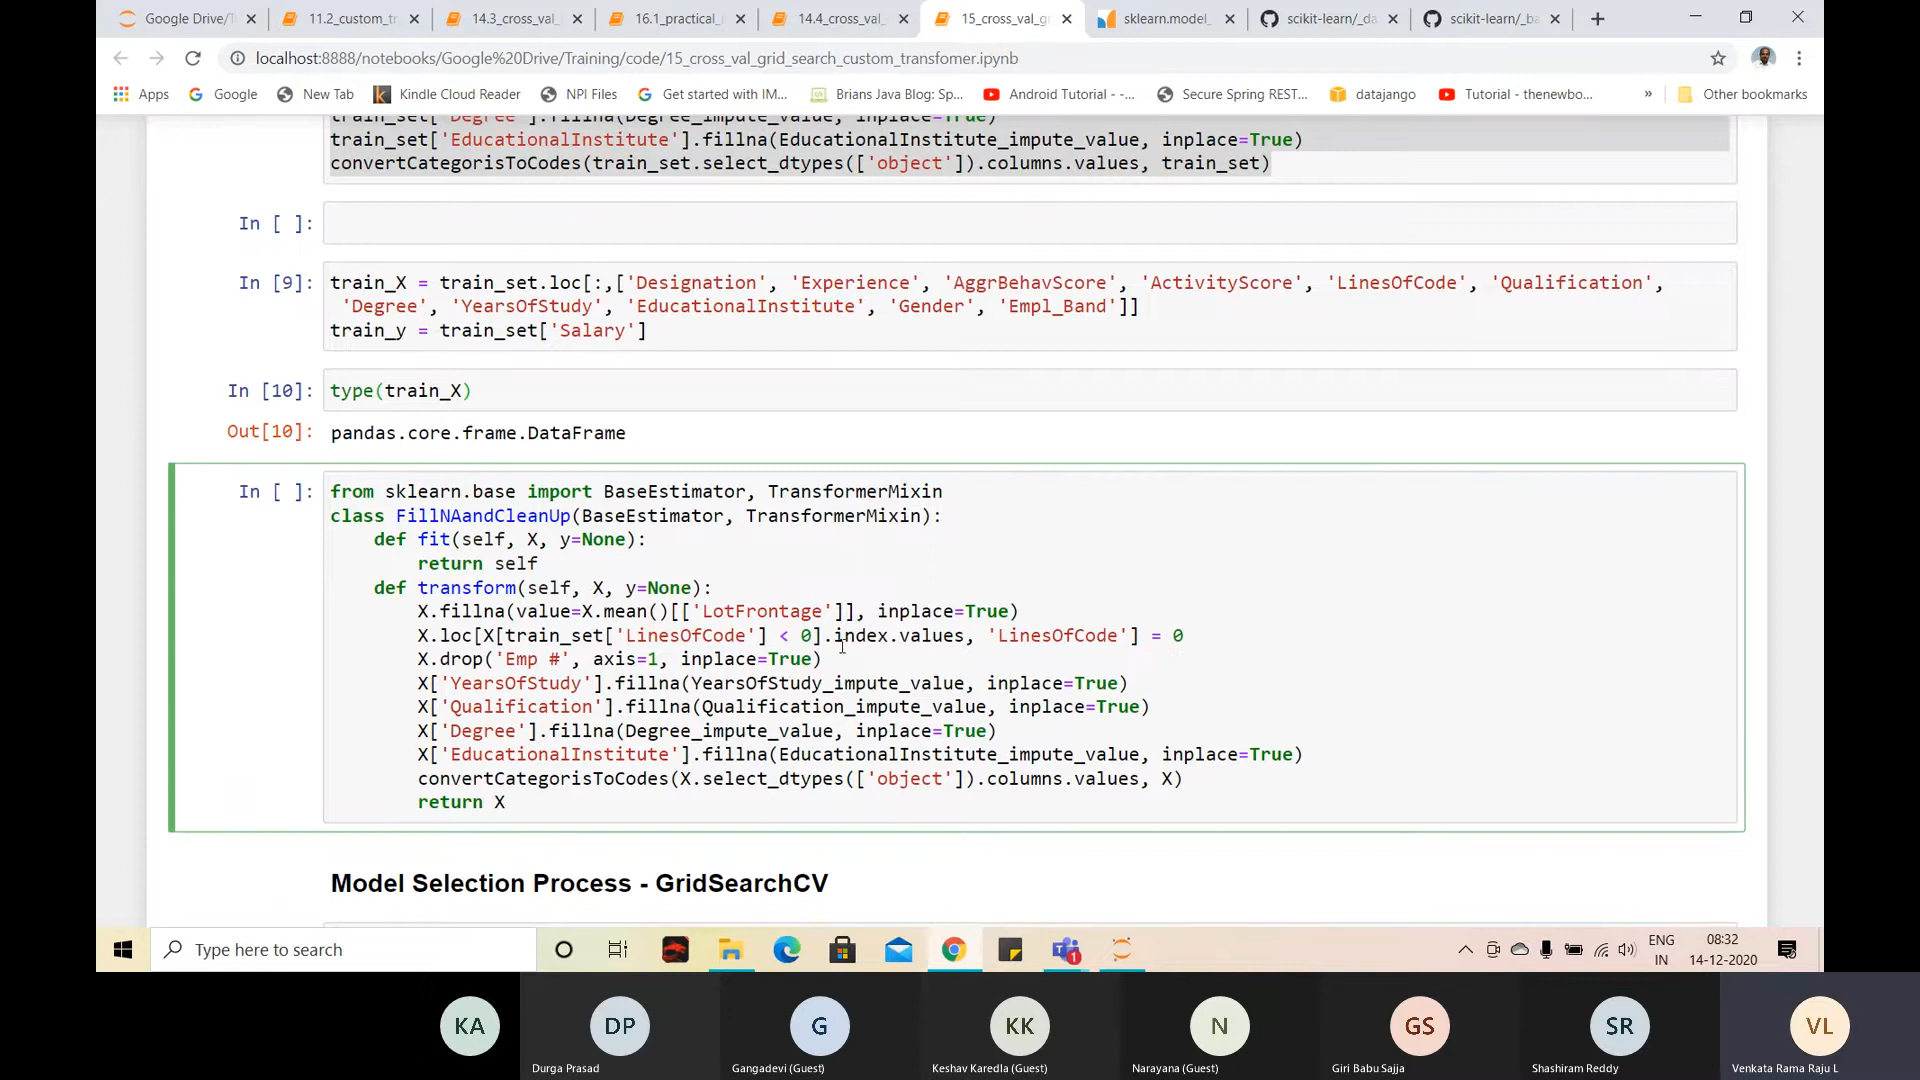 Google Drive/T
11.2_custom_tr
14.3_cross_val_
16.1_practical_
14.4_cross_val_
15_cross_val_gr
sklearn.model_
scikit-learn/_da
scikit-learn/_ba
localhost:8888/notebooks/Google%20Drive/Training/code/15_cross_val_grid_search_custom_transfomer.ipynb
Apps
Google
New Tab
Kindle Cloud Reader
NPI Files
Get started with IM...
Brians Java Blog: Sp...
Android Tutorial - -...
Secure Spring REST...
datajango
Tutorial - thenewbo...
»
Other bookmarks
train_set['Degree'].fillna(Degree_impute_value, inplace=True)
train_set['EducationalInstitute'].fillna(EducationalInstitute_impute_value, inplace=True)
convertCategorisToCodes(train_set.select_dtypes(['object']).columns.values, train_set)
In [ ]:
In [9]:
train_X = train_set.loc[:,['Designation', 'Experience', 'AggrBehavScore', 'ActivityScore', 'LinesOfCode', 'Qualification',
'Degree', 'YearsOfStudy', 'EducationalInstitute', 'Gender', 'Empl_Band']]
train_y = train_set['Salary']
In [10]:
type(train_X)
Out[10]:
pandas.core.frame.DataFrame
In [ ]:
from sklearn.base import BaseEstimator, TransformerMixin
class FillNAandCleanUp(BaseEstimator, TransformerMixin):
def fit(self, X, y=None):
return self
def transform(self, X, y=None):
X.fillna(value=X.mean()[['LotFrontage']], inplace=True)
X.loc[X[train_set['LinesOfCode'] < 0].index.values, 'LinesOfCode'] = 0
X.drop('Emp #', axis=1, inplace=True)
X['YearsOfStudy'].fillna(YearsOfStudy_impute_value, inplace=True)
X['Qualification'].fillna(Qualification_impute_value, inplace=True)
X['Degree'].fillna(Degree_impute_value, inplace=True)
X['EducationalInstitute'].fillna(EducationalInstitute_impute_value, inplace=True)
convertCategorisToCodes(X.select_dtypes(['object']).columns.values, X)
return X
Model Selection Process - GridSearchCV
Type here to search
1
ENG
IN
08:32
14-12-2020
KA
DP
G
KK
N
GS
SR
VL
Durga Prasad
Gangadevi (Guest)
Keshav Karedla (Guest)
Narayana (Guest)
Giri Babu Sajja
Shashiram Reddy
Venkata Rama Raju L